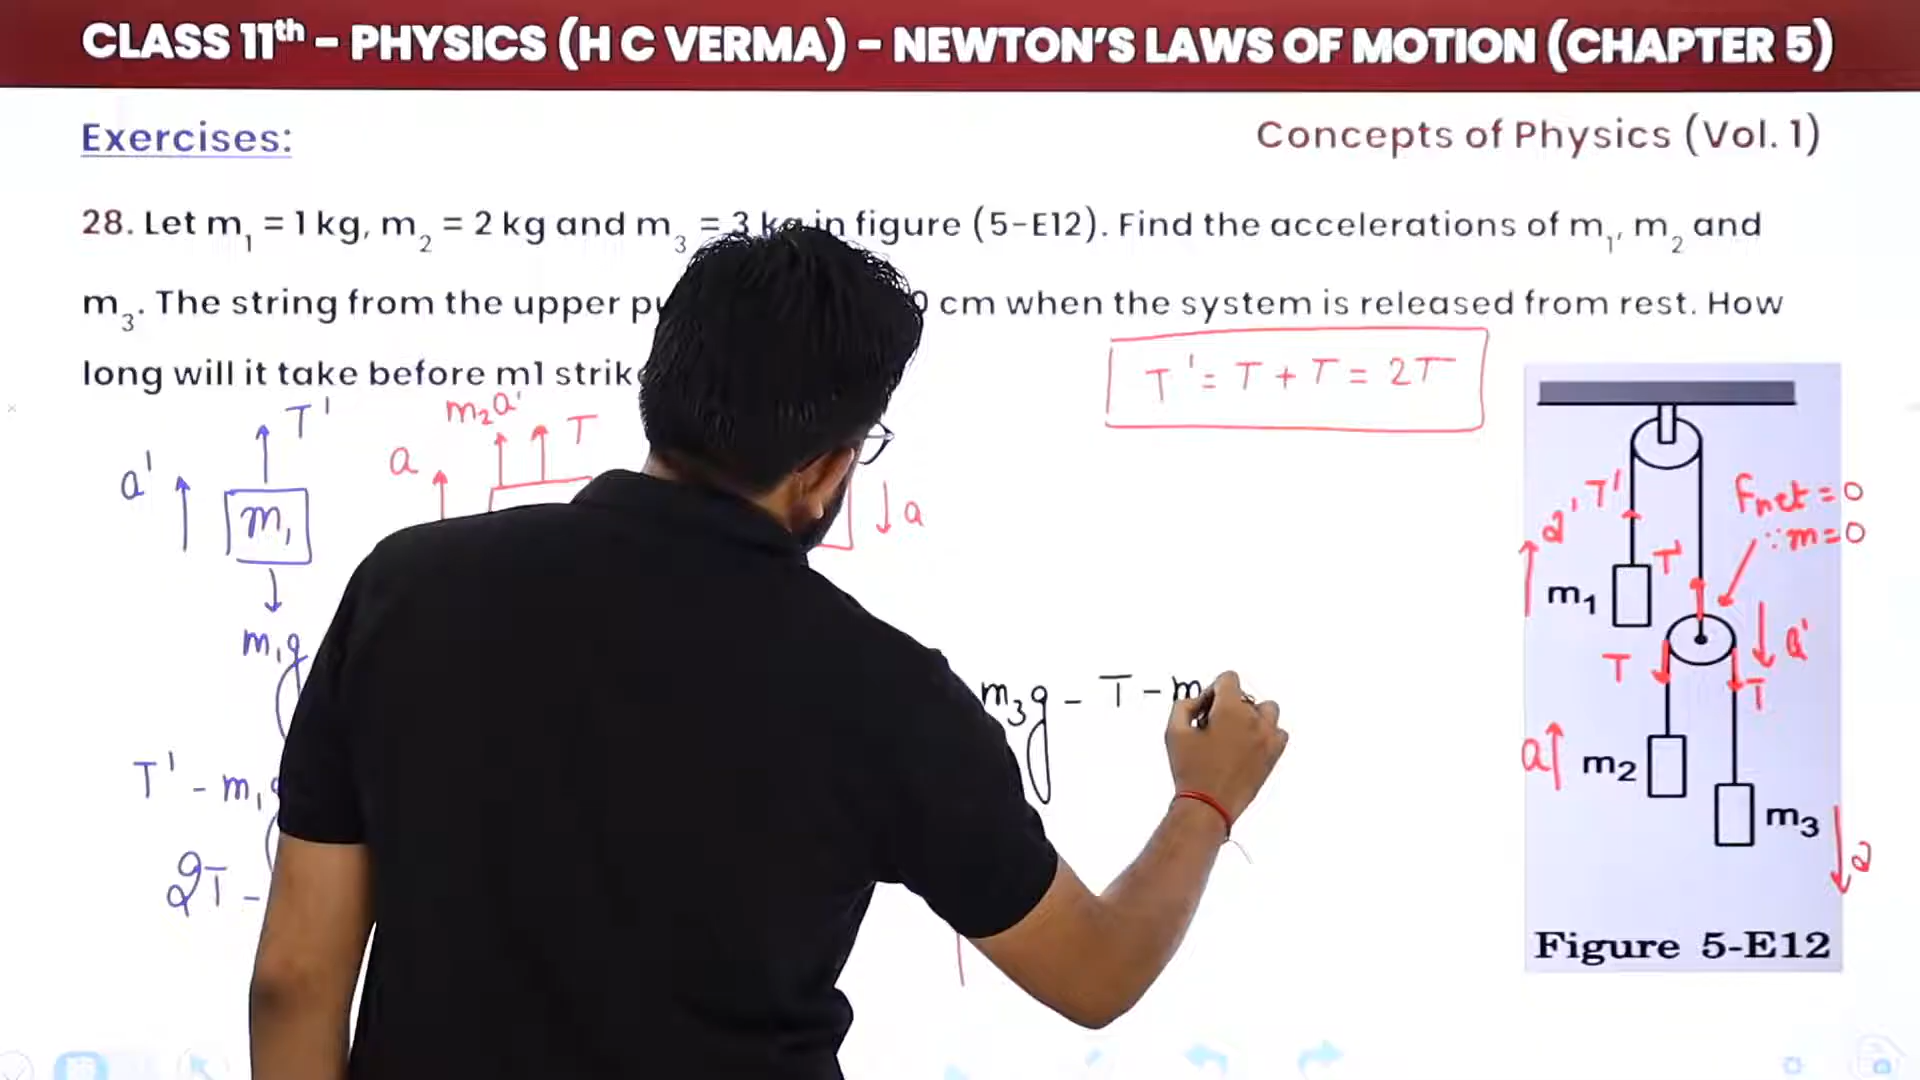 CLASS 11th – PHYSICS (H C VERMA) – NEWTON'S LAWS OF MOTION (CHAPTER 5)
Exercises:
Concepts of Physics (Vol. 1)
28. Let m1 = 1 kg, m2 = 2 kg and m3 = 3 kg in figure (5-E12). Find the accelerations of m1, m2 and
m3. The string from the upper cm when the system is released from rest. How
long will it take before m1
T' = T + T = 2T
T'
m2a'
T
a'
a
m1
a
m1g
T' - m1g
2T -
m3g - T - m
T'
a'
Fnet = 0
∵ m = 0
T'
m1
a'
T
T
a
m2
m3
a
Figure 5-E12